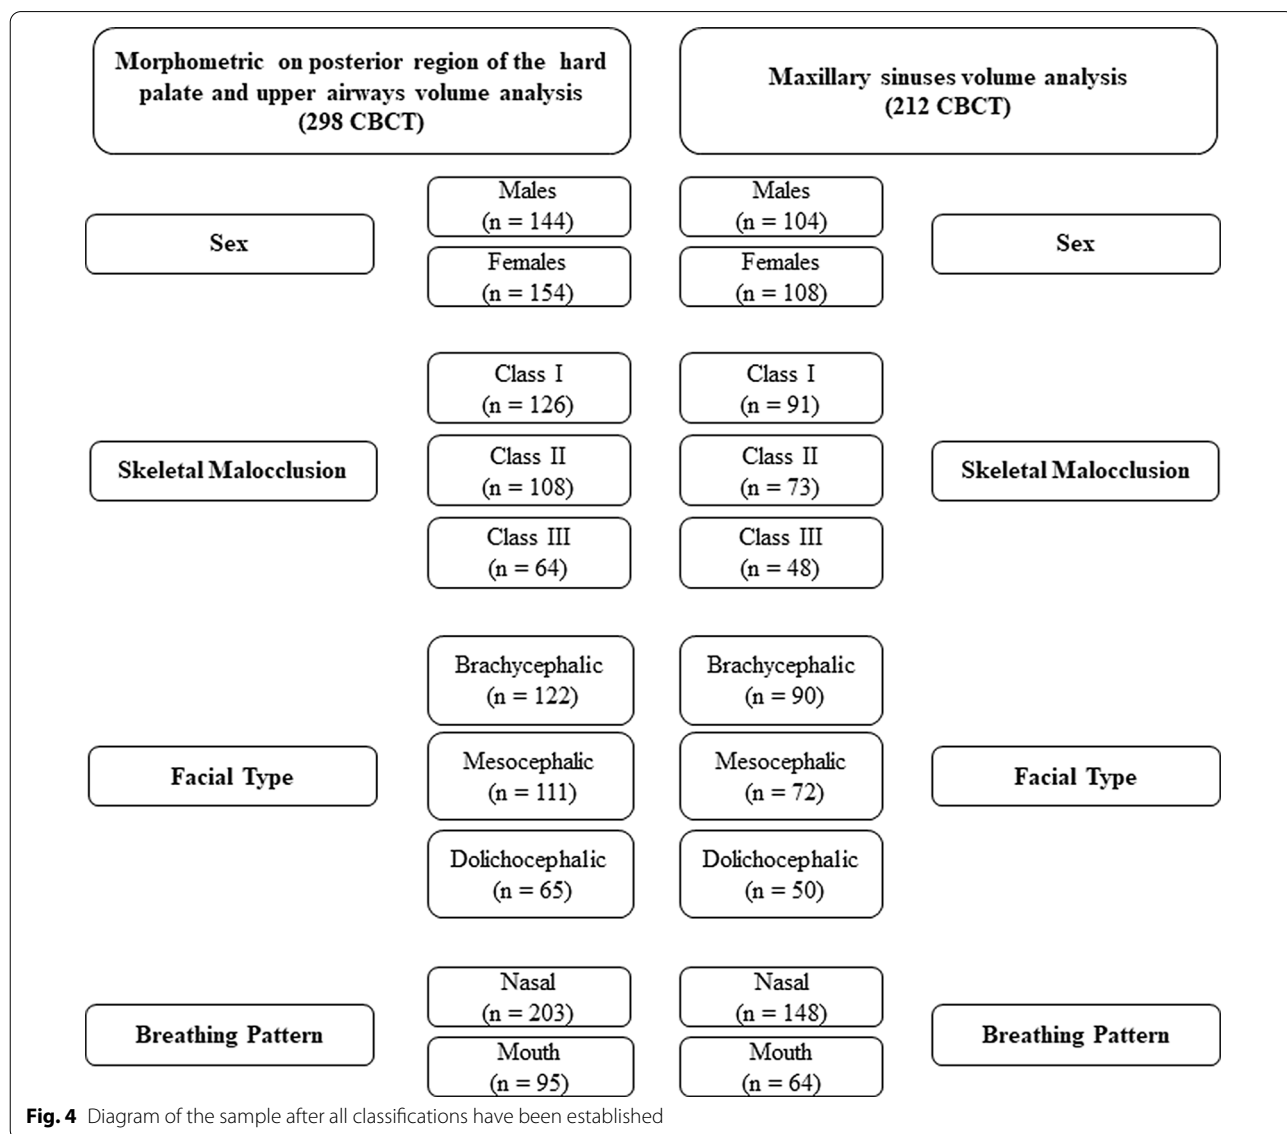 Morphometric on posterior region of the hard
palate and upper airways volume analysis
(298 CBCT)
Maxillary sinuses volume analysis
(212 CBCT)
Sex
Males
(n = 144)
Females
(n = 154)
Males
(n = 104)
Females
(n = 108)
Sex
Skeletal Malocclusion
Class I
(n = 126)
Class II
(n = 108)
Class III
(n = 64)
Class I
(n = 91)
Class II
(n = 73)
Class III
(n = 48)
Skeletal Malocclusion
Facial Type
Brachycephalic
(n = 122)
Mesocephalic
(n = 111)
Dolichocephalic
(n = 65)
Brachycephalic
(n = 90)
Mesocephalic
(n = 72)
Dolichocephalic
(n = 50)
Facial Type
Breathing Pattern
Nasal
(n = 203)
Mouth
(n = 95)
Nasal
(n = 148)
Mouth
(n = 64)
Breathing Pattern
Fig. 4 Diagram of the sample after all classifications have been established